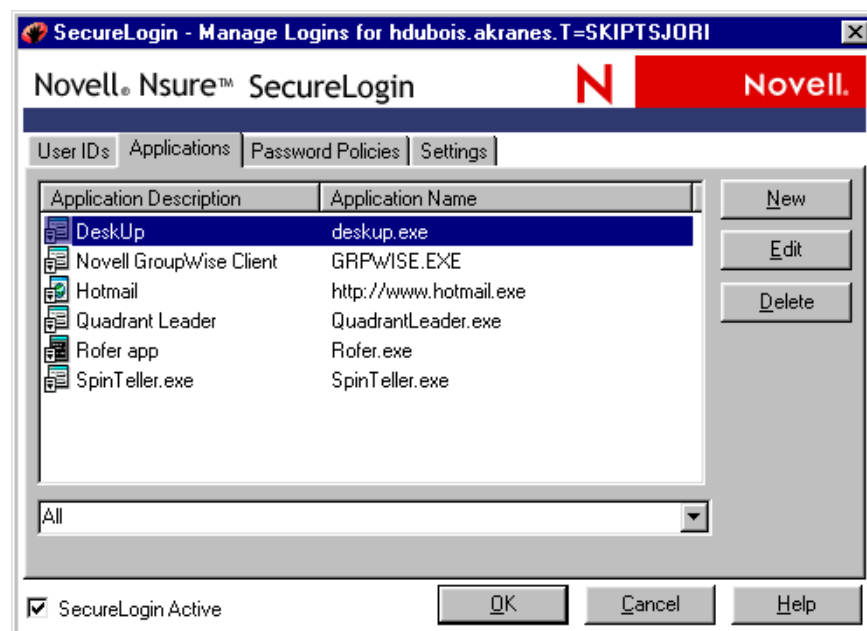 SecureLogin - Manage Logins for hdubois.akranes.T=SKIPTSJORI
Novell® Nsure™ SecureLogin N Novell®
User IDs Applications Password Policies Settings
Application Description Application Name
DeskUp deskup.exe
Novell GroupWise Client GRPWISE.EXE
Hotmail http://www.hotmail.exe
Quadrant Leader QuadrantLeader.exe
Rofer app Rofer.exe
SpinTeller.exe SpinTeller.exe
New
Edit
Delete
All
SecureLogin Active
OK Cancel Help